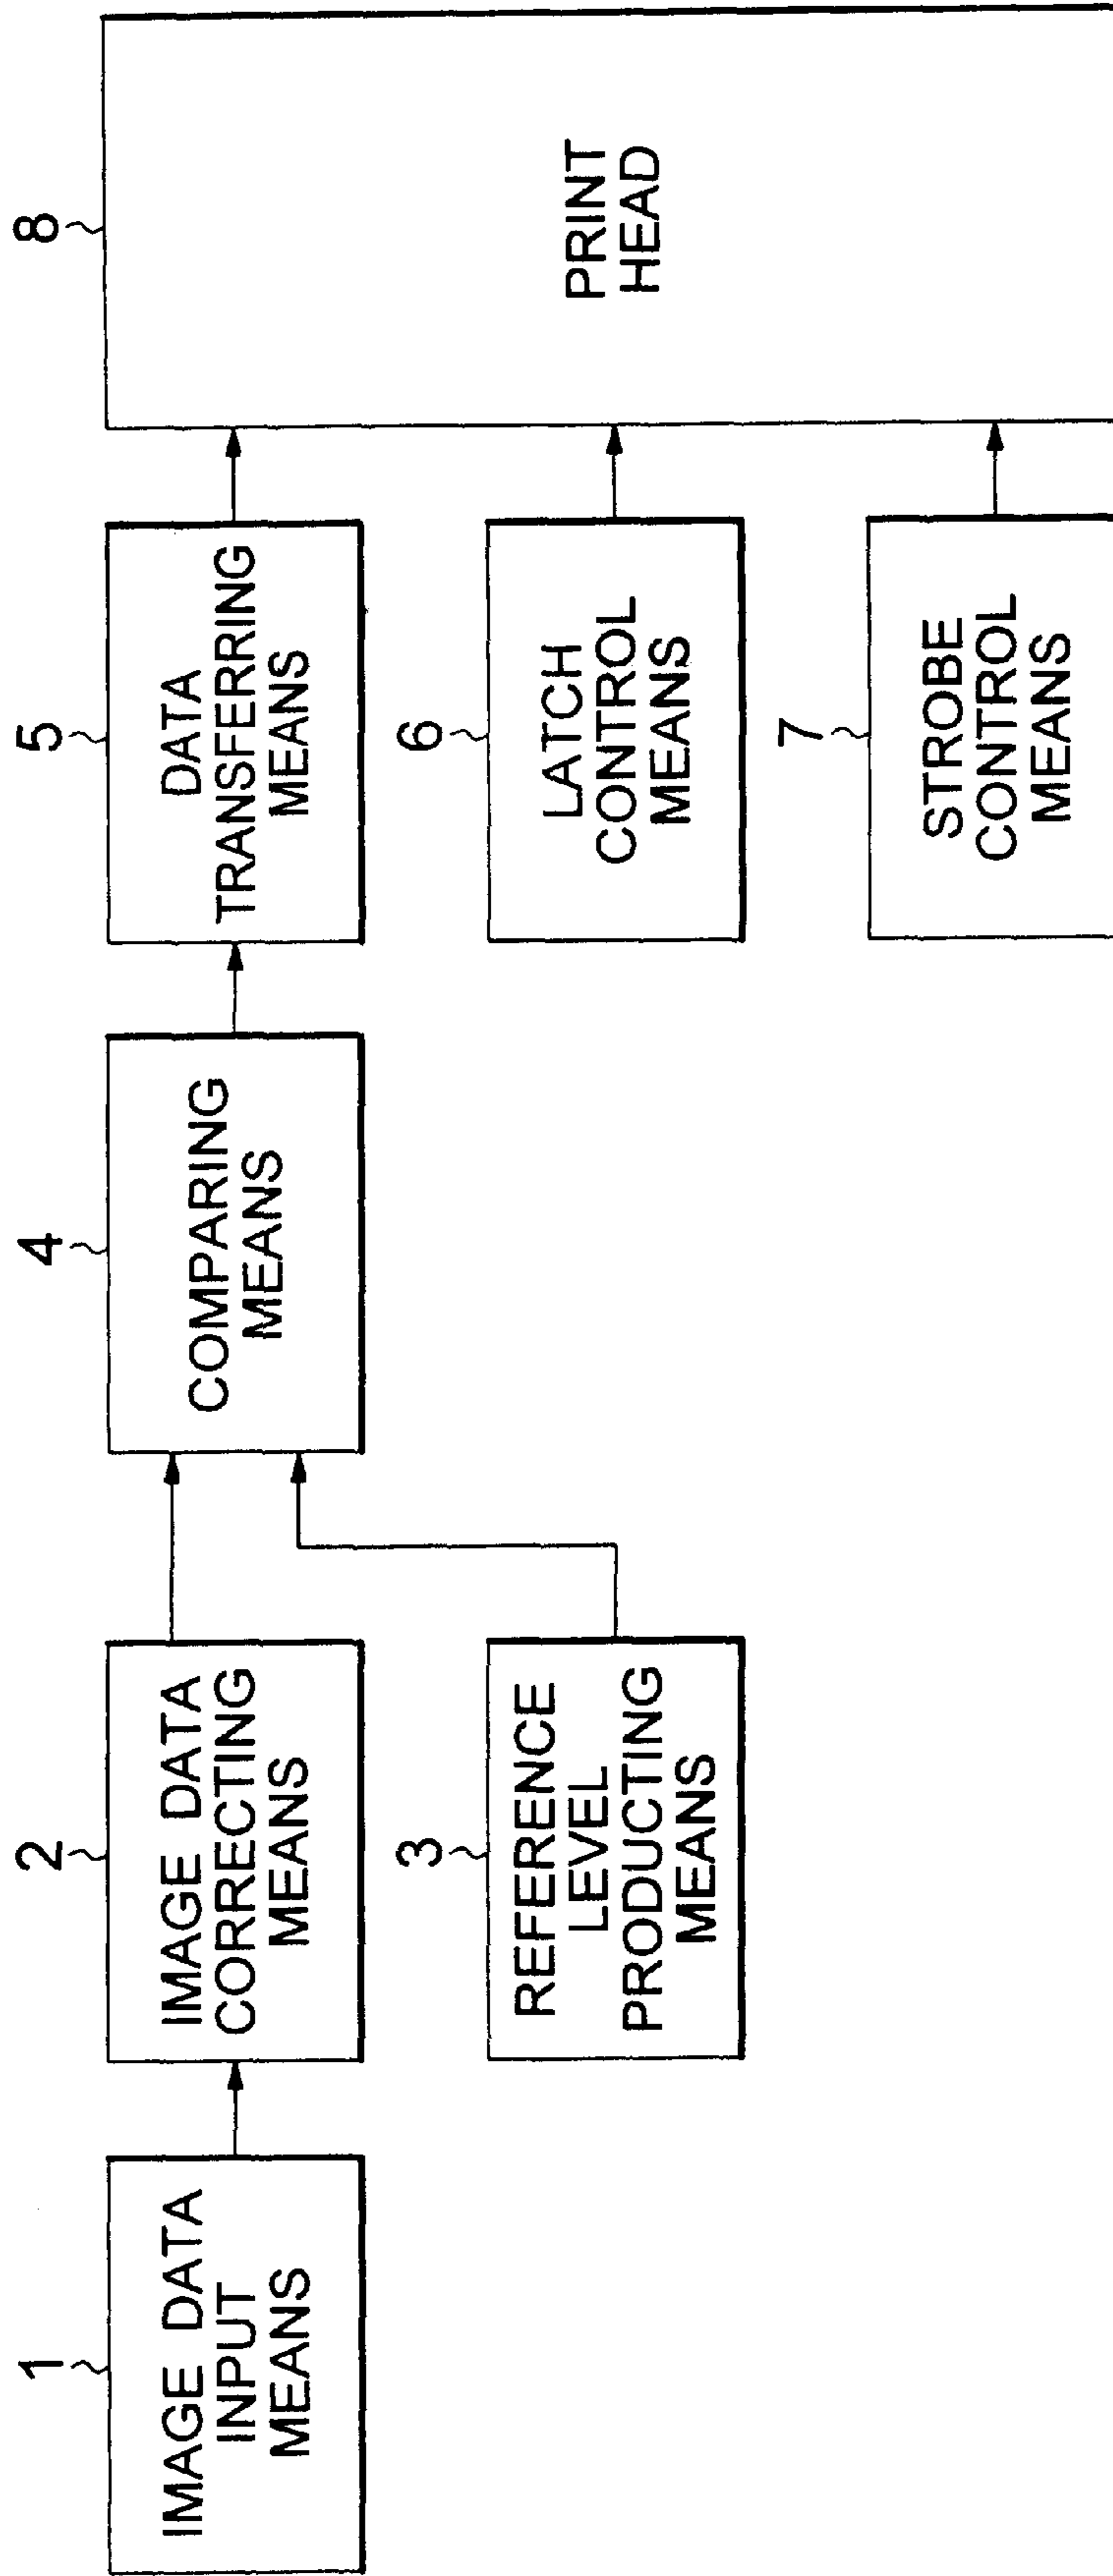 1
IMAGE DATA
INPUT
MEANS
2
IMAGE DATA
CORRECTING
MEANS
3
REFERENCE
LEVEL
PRODUCTING
MEANS
4
COMPARING
MEANS
5
DATA
TRANSFERRING
MEANS
6
LATCH
CONTROL
MEANS
7
STROBE
CONTROL
MEANS
8
PRINT
HEAD